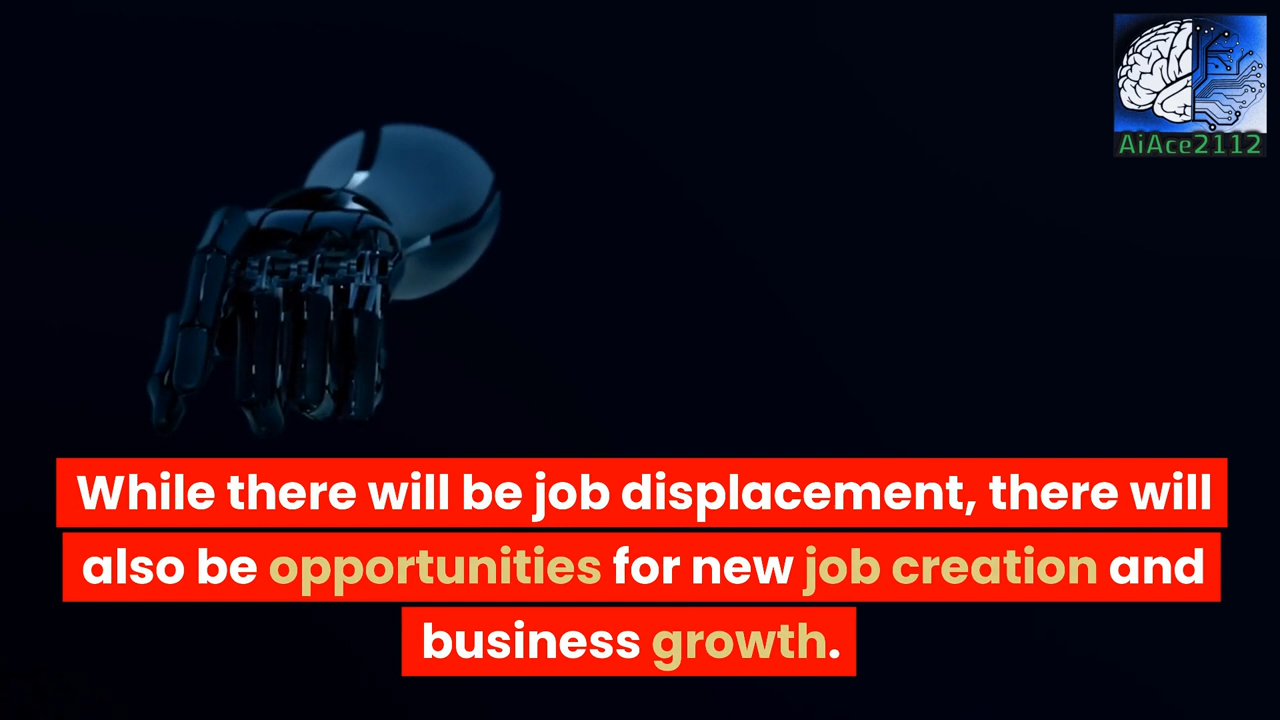 AiAce2112
While there will be job displacement, there will
also be opportunities for new job creation and
business growth.